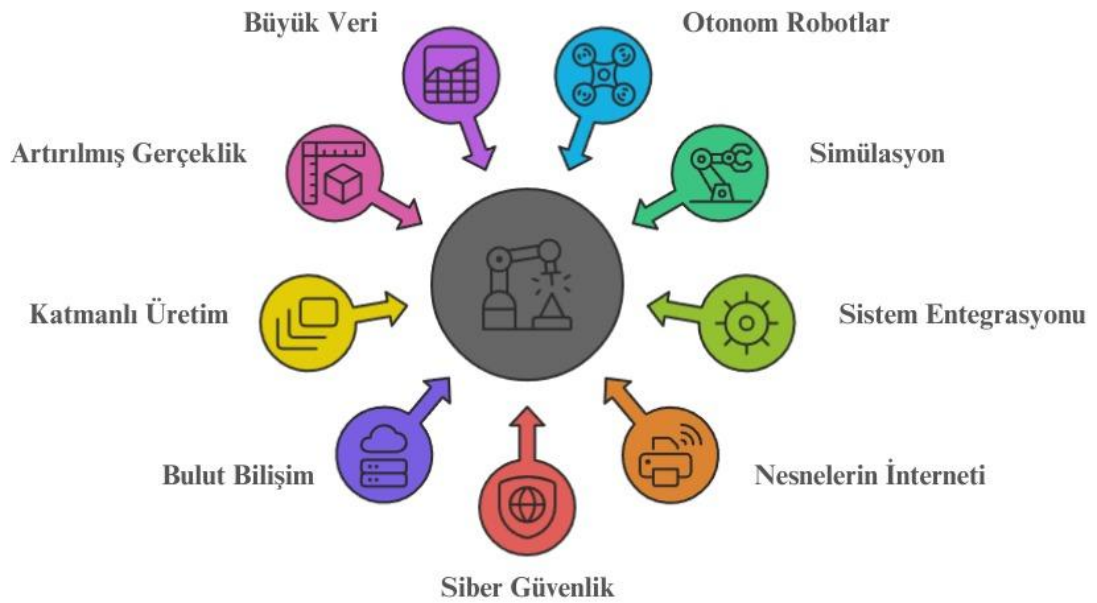 Büyük Veri
Otonom Robotlar
Artırılmış Gerçeklik
Simülasyon
Katmanlı Üretim
Sistem Entegrasyonu
Bulut Bilişim
Nesnelerin İnterneti
Siber Güvenlik